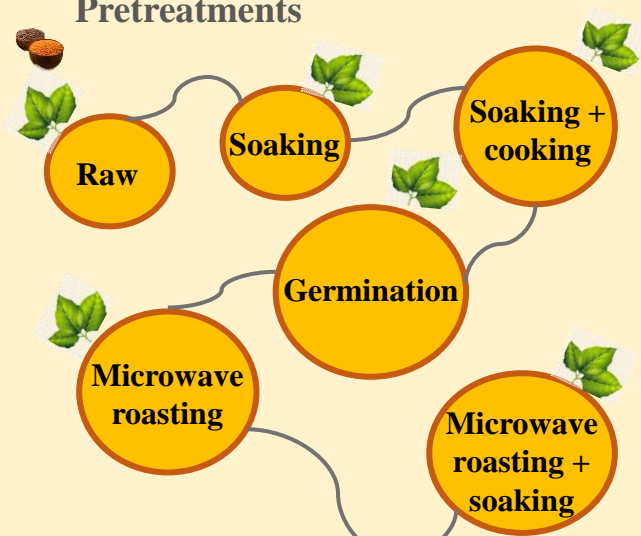 Pretreatments
Raw
Soaking
Soaking +
cooking
Germination
Microwave
roasting
Microwave
roasting +
soaking